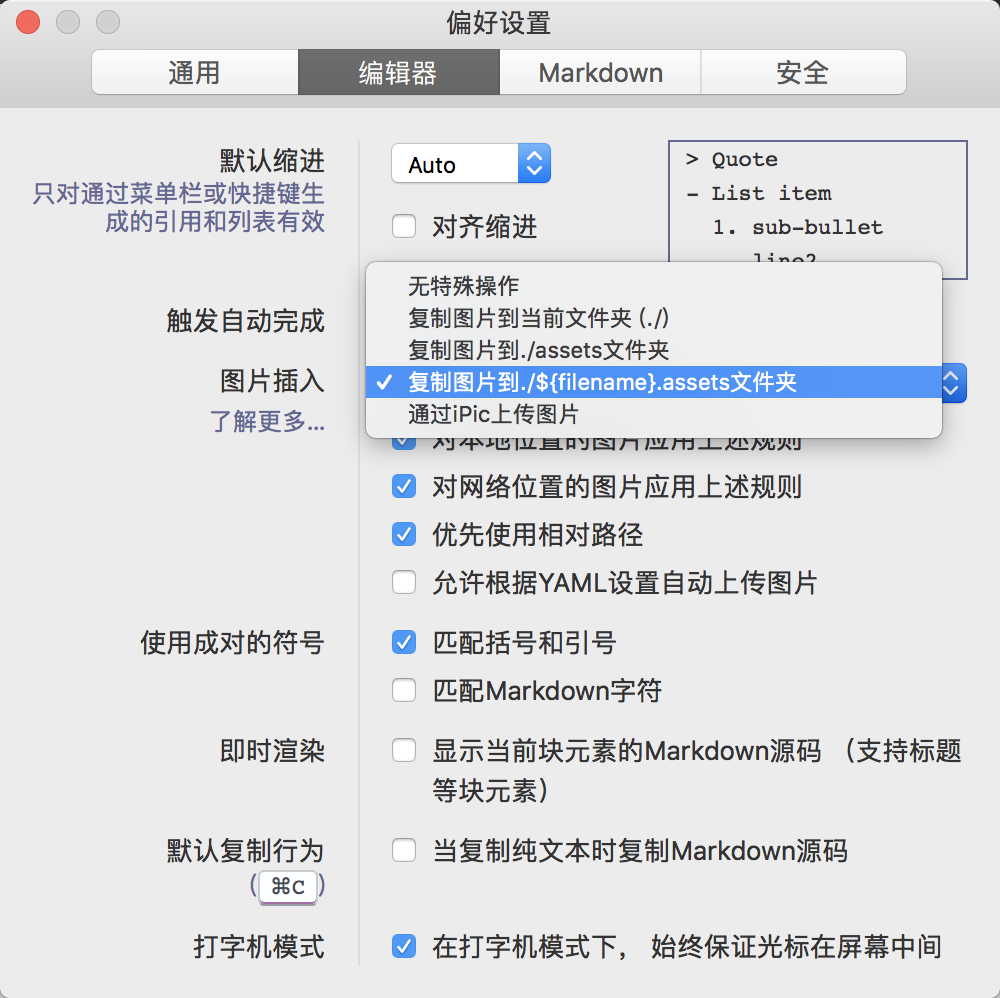 偏好设置
通用
编辑器
Markdown
安全
默认缩进
只对通过菜单栏或快捷键生
成的引用和列表有效
Auto
对齐缩进
> Quote
– List item
1. sub-bullet
line2
触发自动完成
图片插入
了解更多...
无特殊操作
复制图片到当前文件夹 (./)
复制图片到./assets文件夹
复制图片到./${filename}.assets文件夹
通过iPic上传图片
对本地位置的图片应用上述规则
对网络位置的图片应用上述规则
优先使用相对路径
允许根据YAML设置自动上传图片
使用成对的符号
匹配括号和引号
匹配Markdown字符
即时渲染
显示当前块元素的Markdown源码 （支持标题
等块元素）
默认复制行为
(⌘C)
当复制纯文本时复制Markdown源码
打字机模式
在打字机模式下， 始终保证光标在屏幕中间